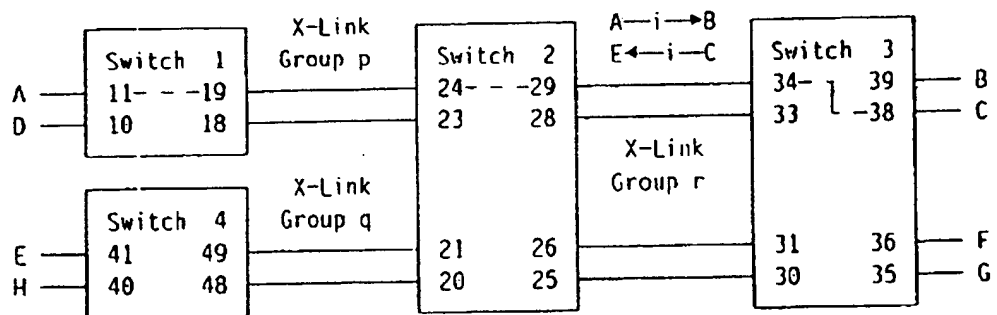 X-Link
Group p
A—i→B
E←i—C
Switch 1
11- - -19
10 18
A
D
Switch 2
24- - -29
23 28
21 26
20 25
Switch 3
34- 39
33 -38
31 36
30 35
B
C
F
G
X-Link
Group r
X-Link
Group q
Switch 4
41 49
40 48
E
H